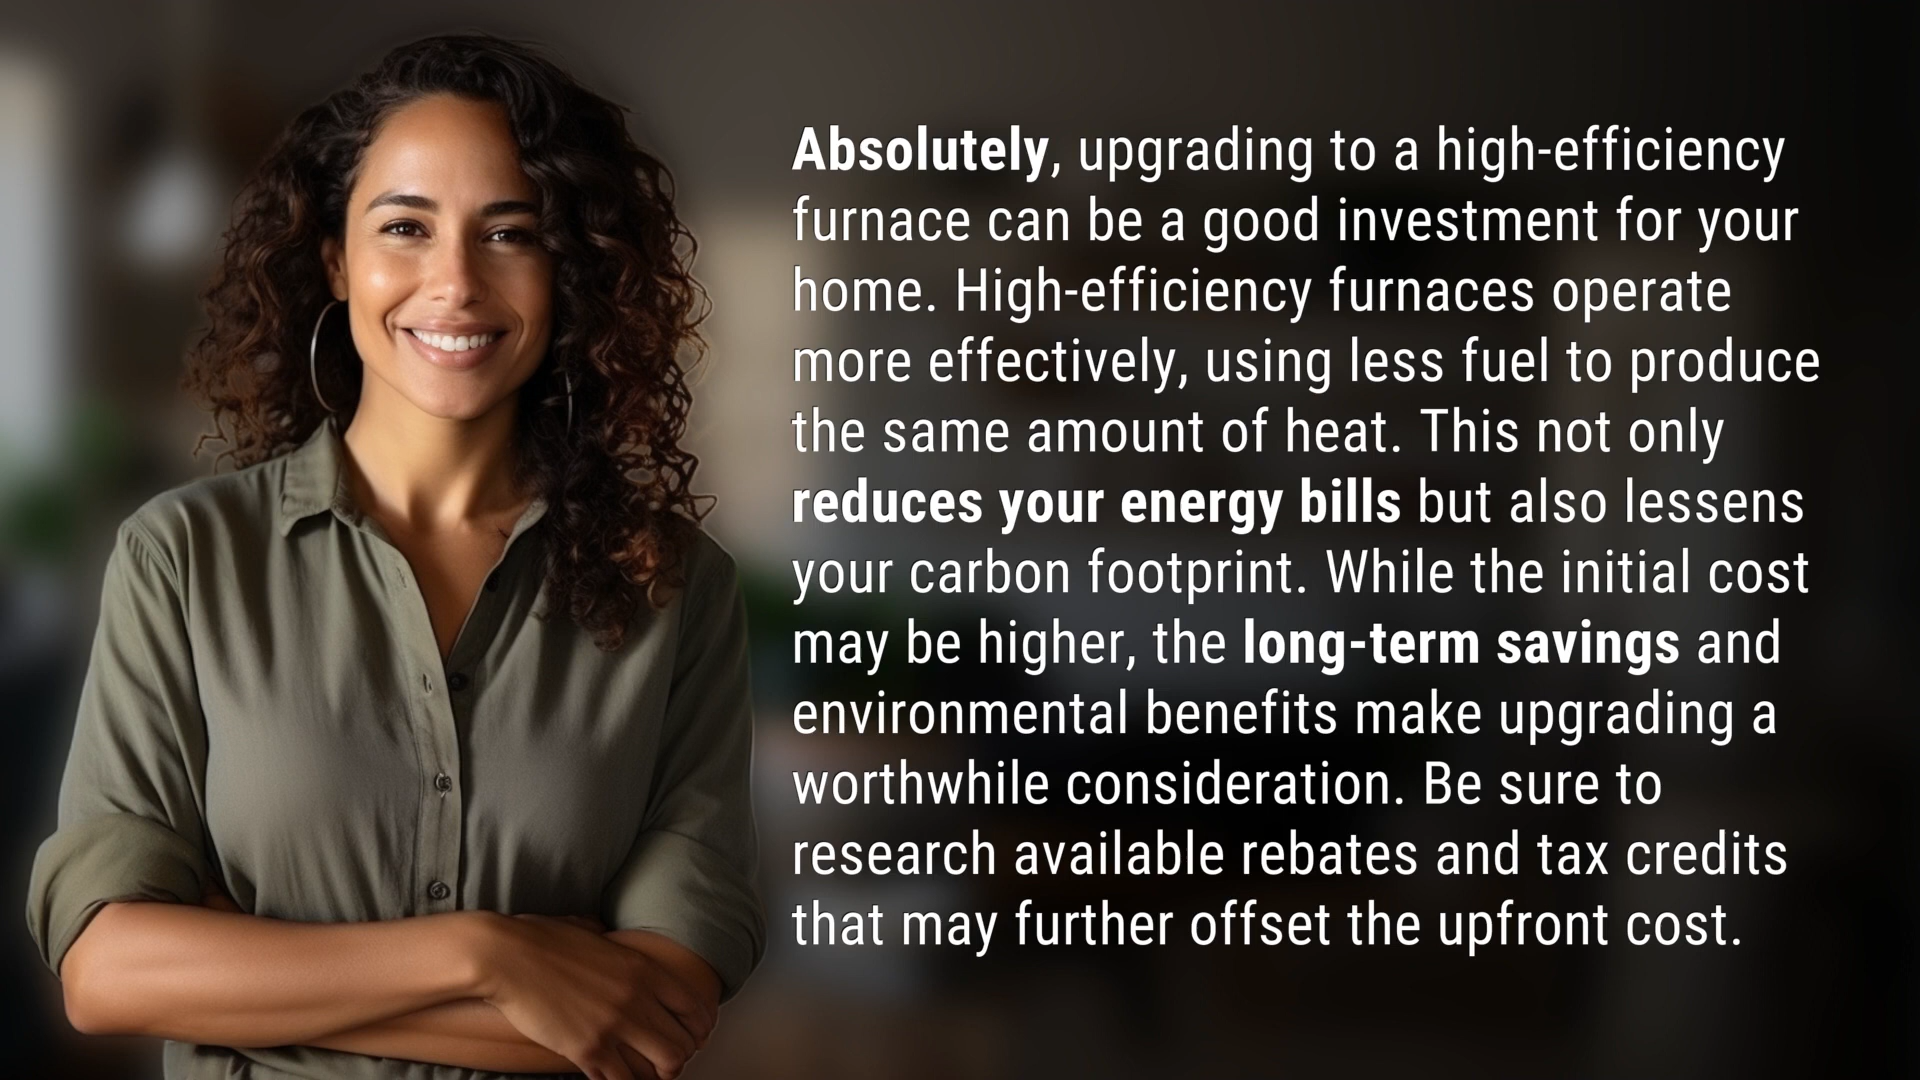 Absolutely, upgrading to a high-efficiency
furnace can be a good investment for your
home. High-efficiency furnaces operate
more effectively, using less fuel to produce
the same amount of heat. This not only
reduces your energy bills but also lessens
your carbon footprint. While the initial cost
may be higher, the long-term savings and
environmental benefits make upgrading a
worthwhile consideration. Be sure to
research available rebates and tax credits
that may further offset the upfront cost.